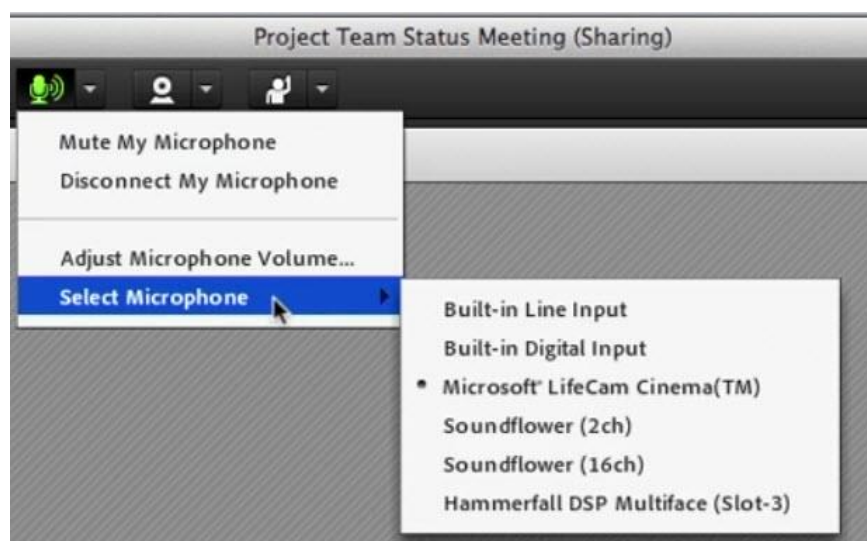 Project Team Status Meeting (Sharing)
Mute My Microphone
Disconnect My Microphone
Adjust Microphone Volume...
Select Microphone
Built-in Line Input
Built-in Digital Input
• Microsoft® LifeCam Cinema(TM)
Soundflower (2ch)
Soundflower (16ch)
Hammerfall DSP Multiface (Slot-3)